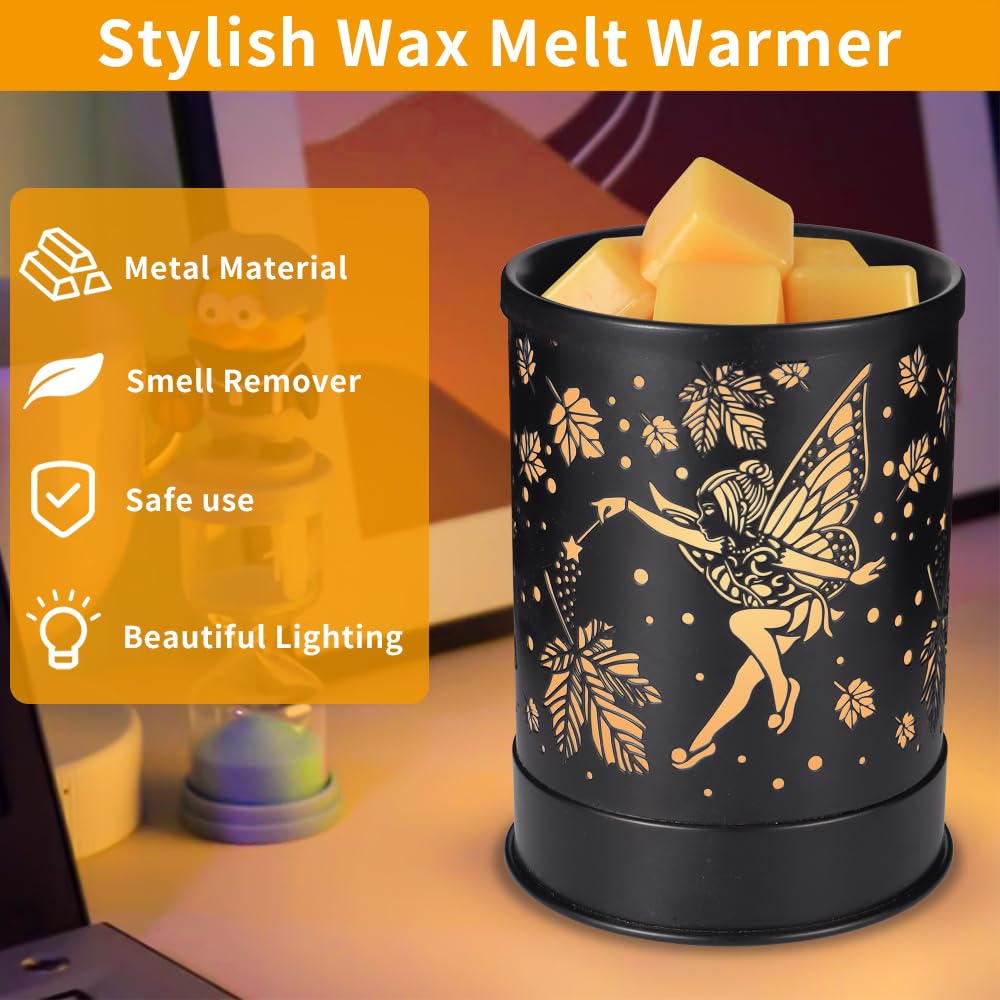 Stylish Wax Melt Warmer
Metal Material
Smell Remover
Safe use
Beautiful Lighting